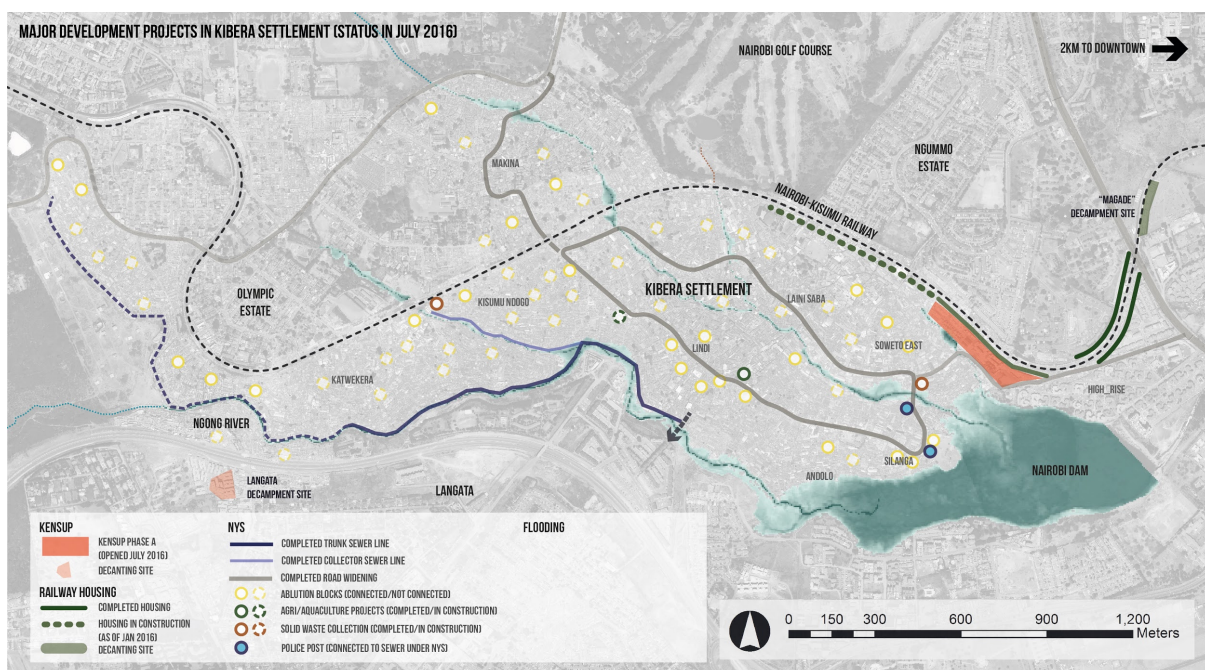 MAJOR DEVELOPMENT PROJECTS IN KIBERA SETTLEMENT (STATUS IN JULY 2016)
NAIROBI GOLF COURSE
2KM TO DOWNTOWN
NGUMMO
ESTATE
MAKINA
"MAGADE"
DECAMPMENT SITE
NAIROBI-KISUMU RAILWAY
OLYMPIC
ESTATE
KISUMU NDOGO
KIBERA SETTLEMENT
LAINI SABA
LINDI
SOWETO EAST
KATWEKERA
HIGH_RISE
NGONG RIVER
SILANGA
ANDOLO
NAIROBI DAM
LANGATA
DECAMPMENT SITE
LANGATA
KENSUP
KENSUP PHASE A
(OPENED JULY 2016)
DECANTING SITE
RAILWAY HOUSING
COMPLETED HOUSING
HOUSING IN CONSTRUCTION
(AS OF JAN 2016)
DECANTING SITE
NYS
COMPLETED TRUNK SEWER LINE
COMPLETED COLLECTOR SEWER LINE
COMPLETED ROAD WIDENING
ABLUTION BLOCKS (CONNECTED/NOT CONNECTED)
AGRI/AQUACULTURE PROJECTS (COMPLETED/IN CONSTRUCTION)
SOLID WASTE COLLECTION (COMPLETED/IN CONSTRUCTION)
POLICE POST (CONNECTED TO SEWER UNDER NYS)
FLOODING
0 150 300 600 900 1,200
Meters